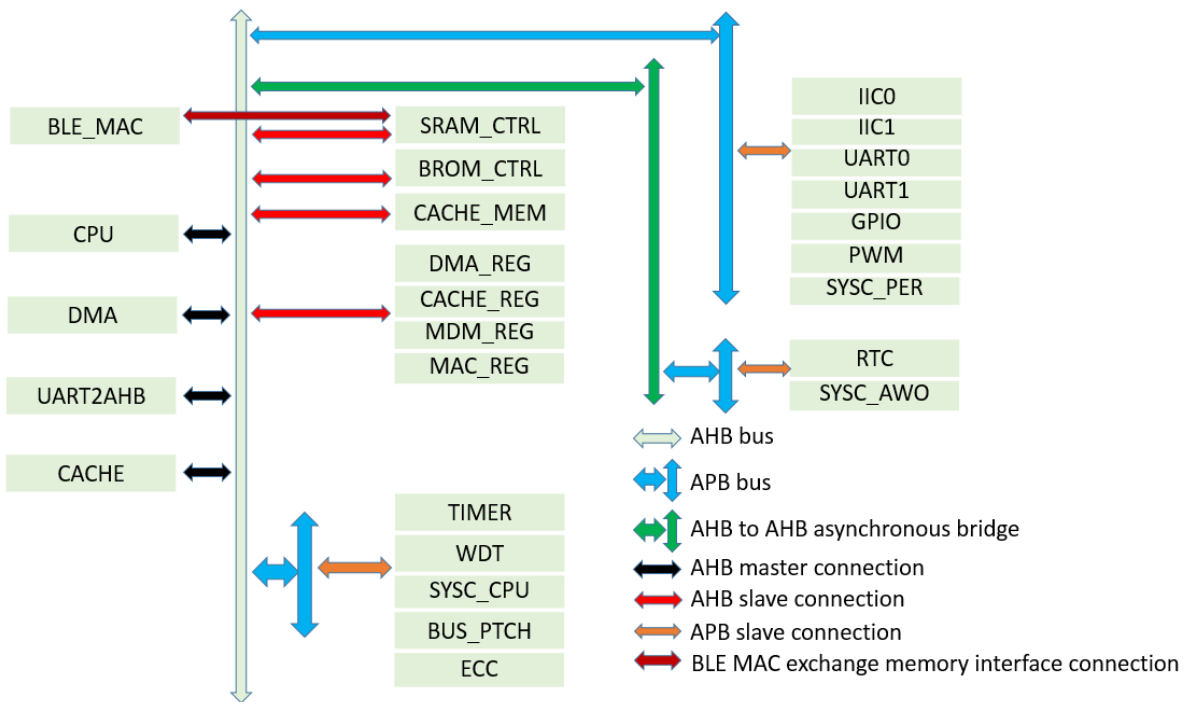 BLE_MAC
CPU
DMA
UART2AHB
CACHE
SRAM_CTRL
BROM_CTRL
CACHE_MEM
DMA_REG
CACHE_REG
MDM_REG
MAC_REG
TIMER
WDT
SYSC_CPU
BUS_PTCH
ECC
IIC0
IIC1
UART0
UART1
GPIO
PWM
SYSC_PER
RTC
SYSC_AWO
AHB bus
APB bus
AHB to AHB asynchronous bridge
AHB master connection
AHB slave connection
APB slave connection
BLE MAC exchange memory interface connection